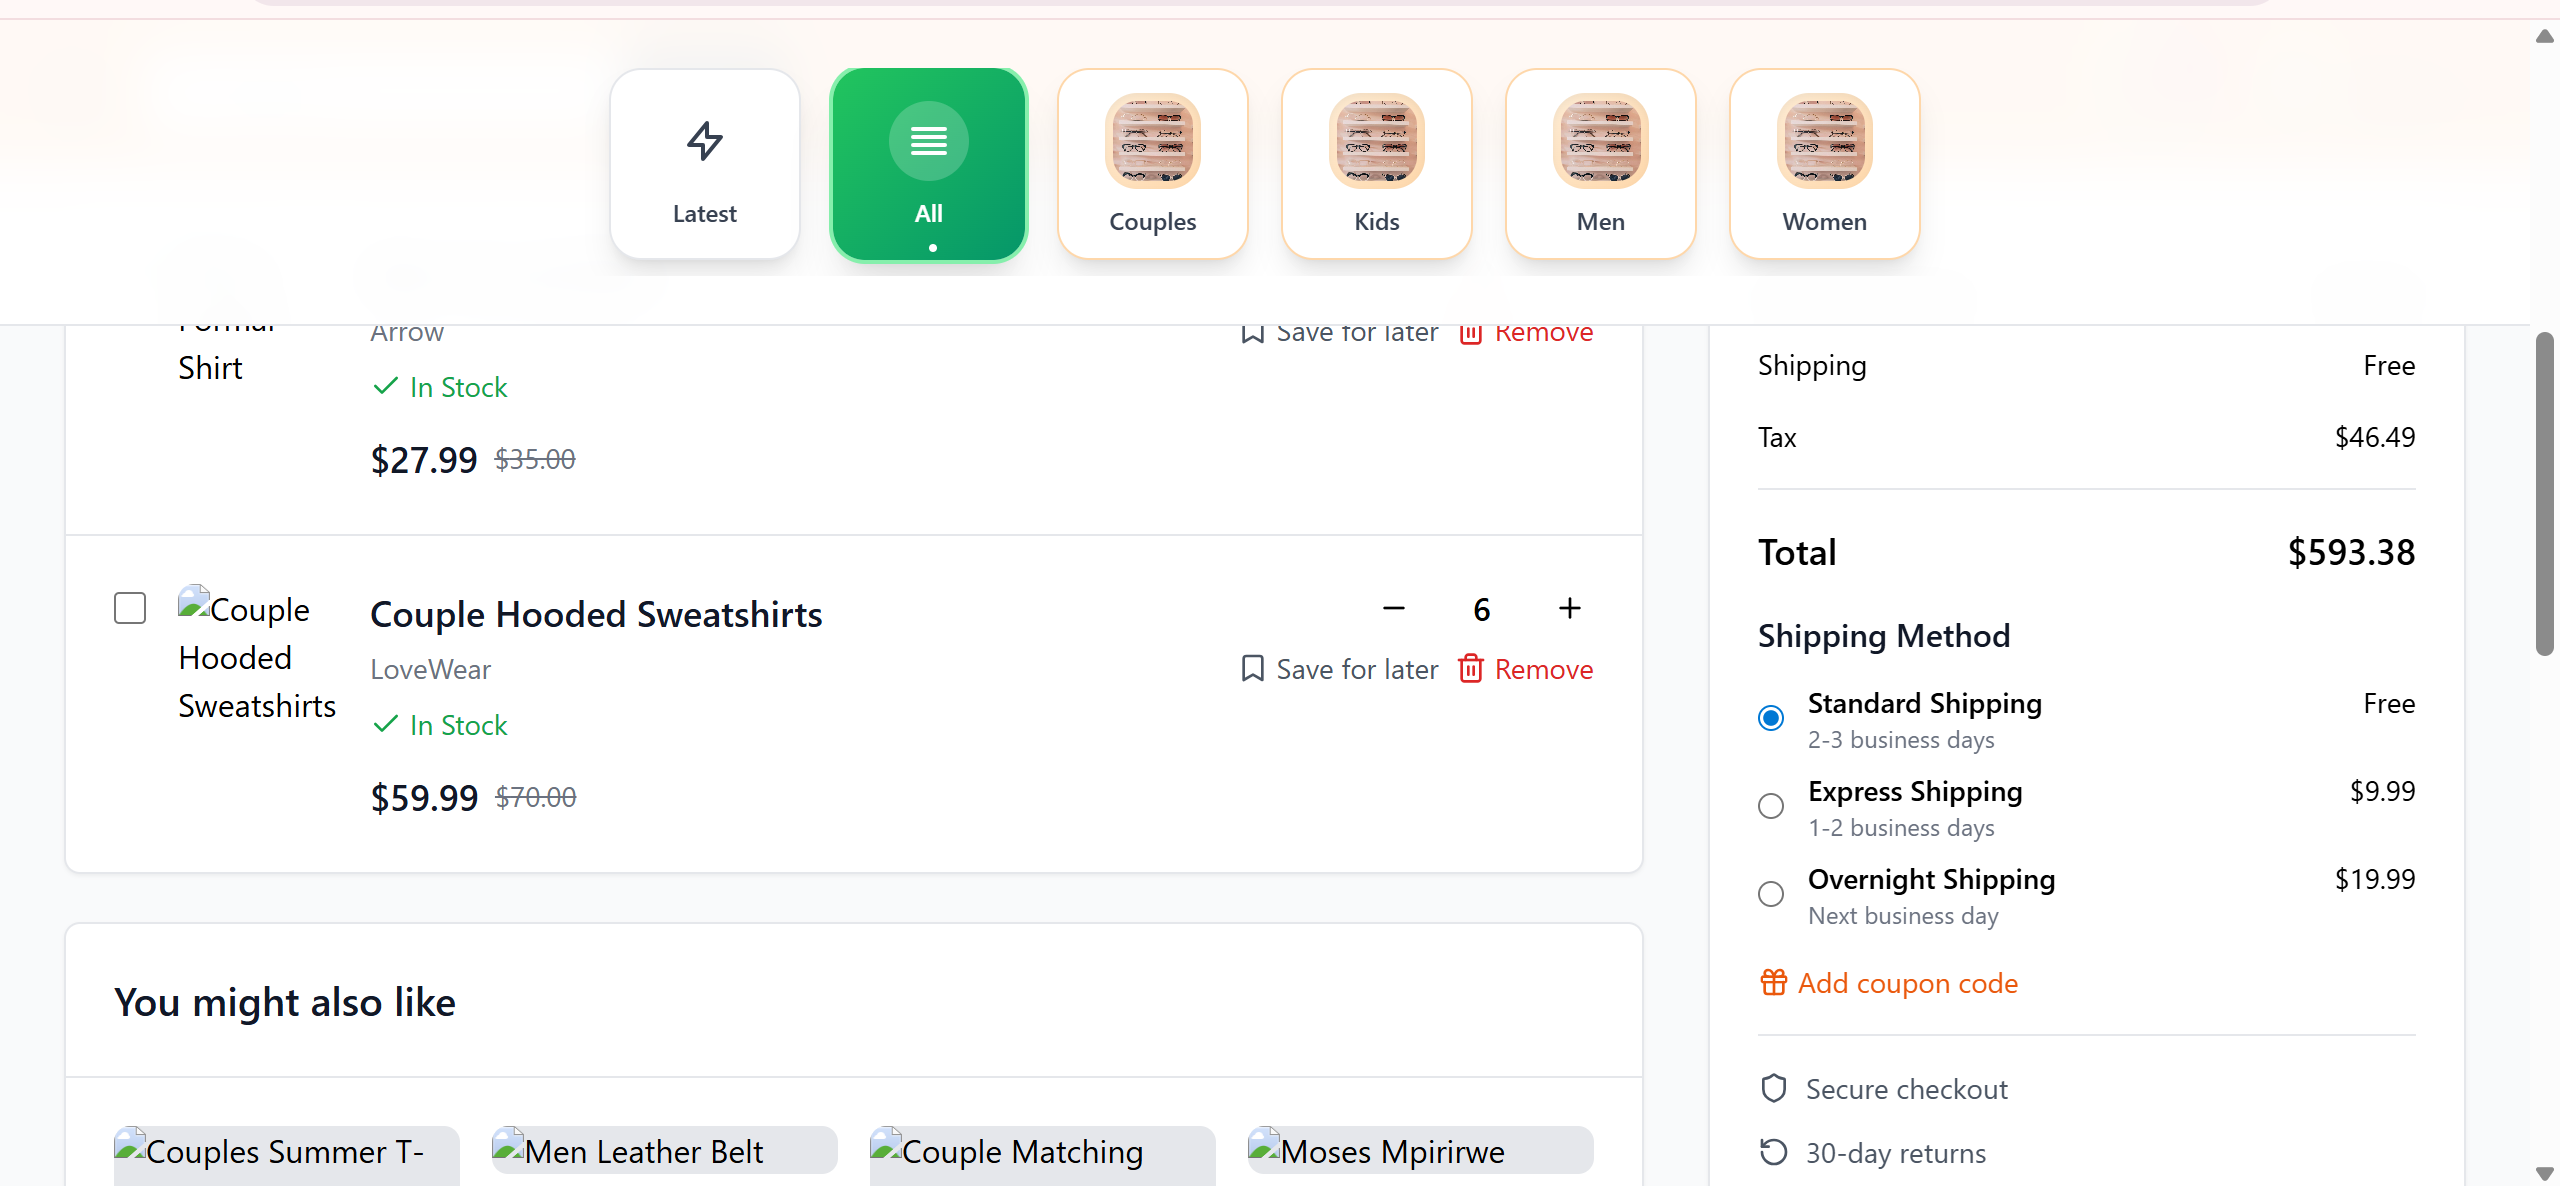 Latest
All
Couples
Kids
Men
Women
Formal
Shirt
Arrow
In Stock
$27.99 $35.00
Save for later Remove
Couple
Hooded
Sweatshirts
Couple Hooded Sweatshirts
LoveWear
In Stock
$59.99 $70.00
6
Save for later Remove
You might also like
Couples Summer T-
Men Leather Belt
Couple Matching
Moses Mpirirwe
Shipping Free
Tax $46.49
Total $593.38
Shipping Method
Standard Shipping Free
2-3 business days
Express Shipping $9.99
1-2 business days
Overnight Shipping $19.99
Next business day
Add coupon code
Secure checkout
30-day returns